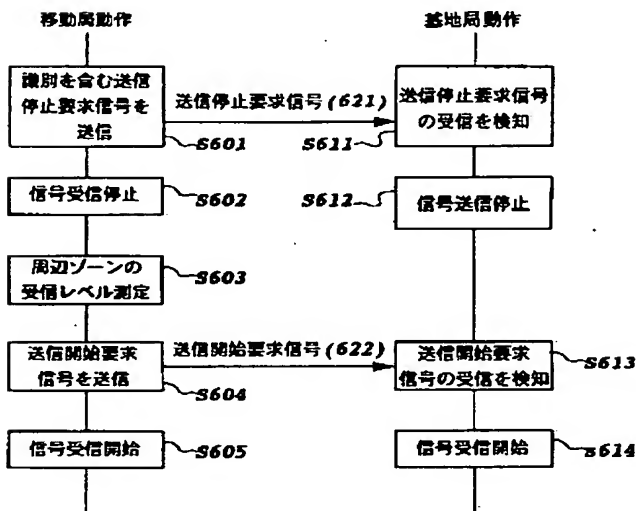 移動局動作
基地局動作
識別を含む送信
停止要求信号を
送信
S601
送信停止要求信号(621)
S611
送信停止要求信号
の受信を検知
信号受信停止
S602
S612
信号送信停止
周辺ゾーンの
受信レベル測定
S603
送信開始要求
信号を送信
S604
送信開始要求信号(622)
送信開始要求
信号の受信を検知
S613
信号受信開始
S605
信号受信開始
S614